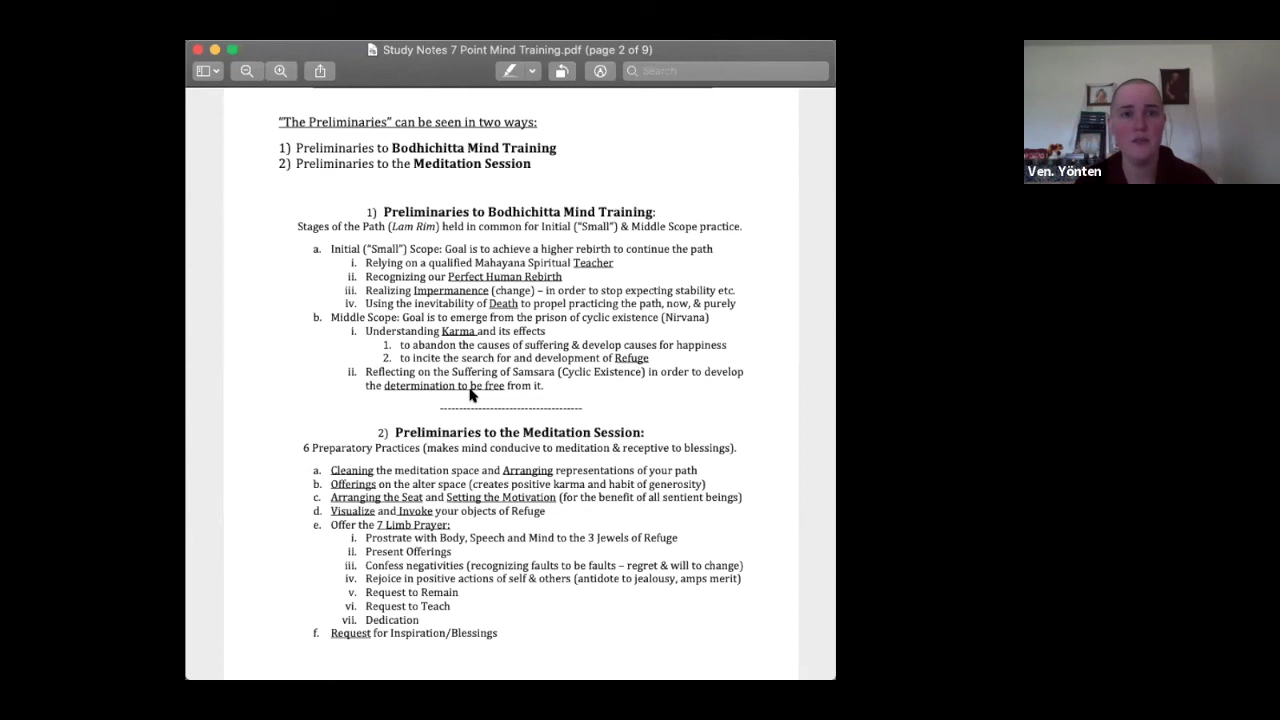 Study Notes 7 Point Mind Training.pdf (page 2 of 9)
Search
"The Preliminaries" can be seen in two ways:
1) Preliminaries to Bodhichitta Mind Training
2) Preliminaries to the Meditation Session
1) Preliminaries to Bodhichitta Mind Training:
Stages of the Path (Lam Rim) held in common for Initial ("Small") & Middle Scope practice.
a. Initial ("Small") Scope: Goal is to achieve a higher rebirth to continue the path
i. Relying on a qualified Mahayana Spiritual Teacher
ii. Recognizing our Perfect Human Rebirth
iii. Realizing Impermanence (change) – in order to stop expecting stability etc.
iv. Using the inevitability of Death to propel practicing the path, now, & purely
b. Middle Scope: Goal is to emerge from the prison of cyclic existence (Nirvana)
i. Understanding Karma and its effects
1. to abandon the causes of suffering & develop causes for happiness
2. to incite the search for and development of Refuge
ii. Reflecting on the Suffering of Samsara (Cyclic Existence) in order to develop
the determination to be free from it.
------------------------------------
2) Preliminaries to the Meditation Session:
6 Preparatory Practices (makes mind conducive to meditation & receptive to blessings).
a. Cleaning the meditation space and Arranging representations of your path
b. Offerings on the alter space (creates positive karma and habit of generosity)
c. Arranging the Seat and Setting the Motivation (for the benefit of all sentient beings)
d. Visualize and Invoke your objects of Refuge
e. Offer the 7 Limb Prayer:
i. Prostrate with Body, Speech and Mind to the 3 Jewels of Refuge
ii. Present Offerings
iii. Confess negativities (recognizing faults to be faults – regret & will to change)
iv. Rejoice in positive actions of self & others (antidote to jealousy, amps merit)
v. Request to Remain
vi. Request to Teach
vii. Dedication
f. Request for Inspiration/Blessings
Ven. Yönten